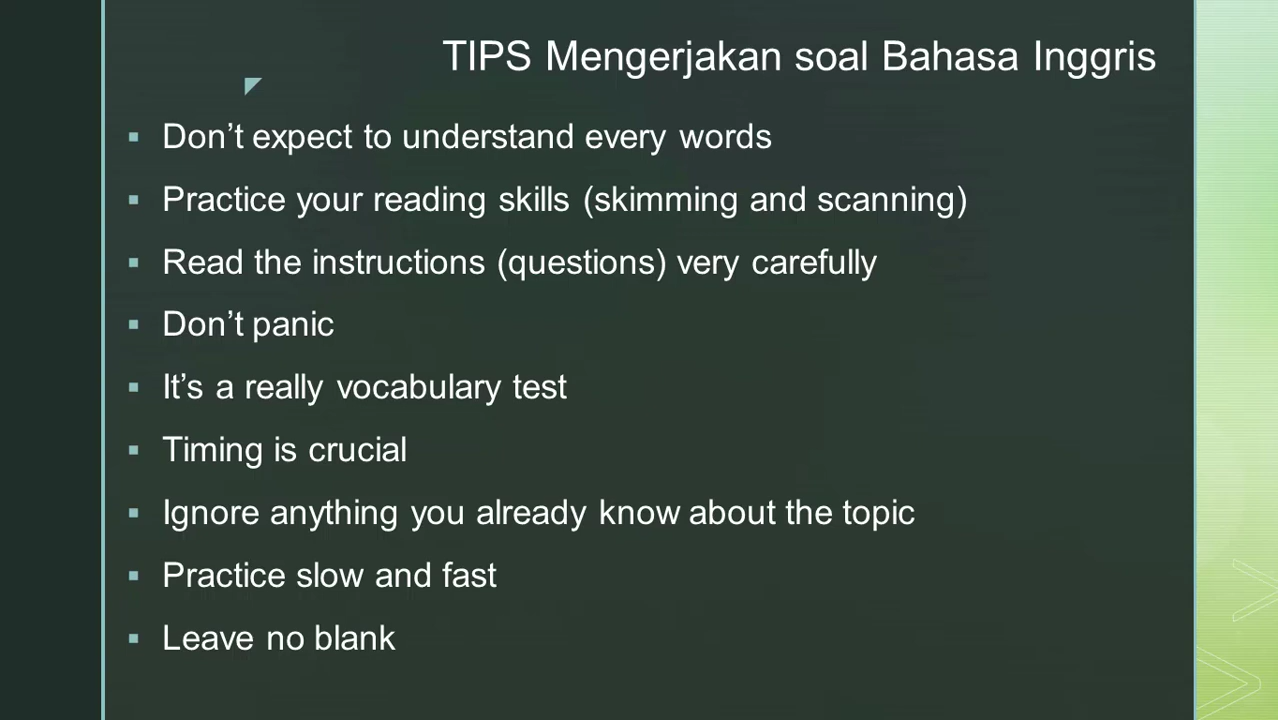 TIPS Mengerjakan soal Bahasa Inggris
Don’t expect to understand every words
Practice your reading skills (skimming and scanning)
Read the instructions (questions) very carefully
Don’t panic
It’s a really vocabulary test
Timing is crucial
Ignore anything you already know about the topic
Practice slow and fast
Leave no blank